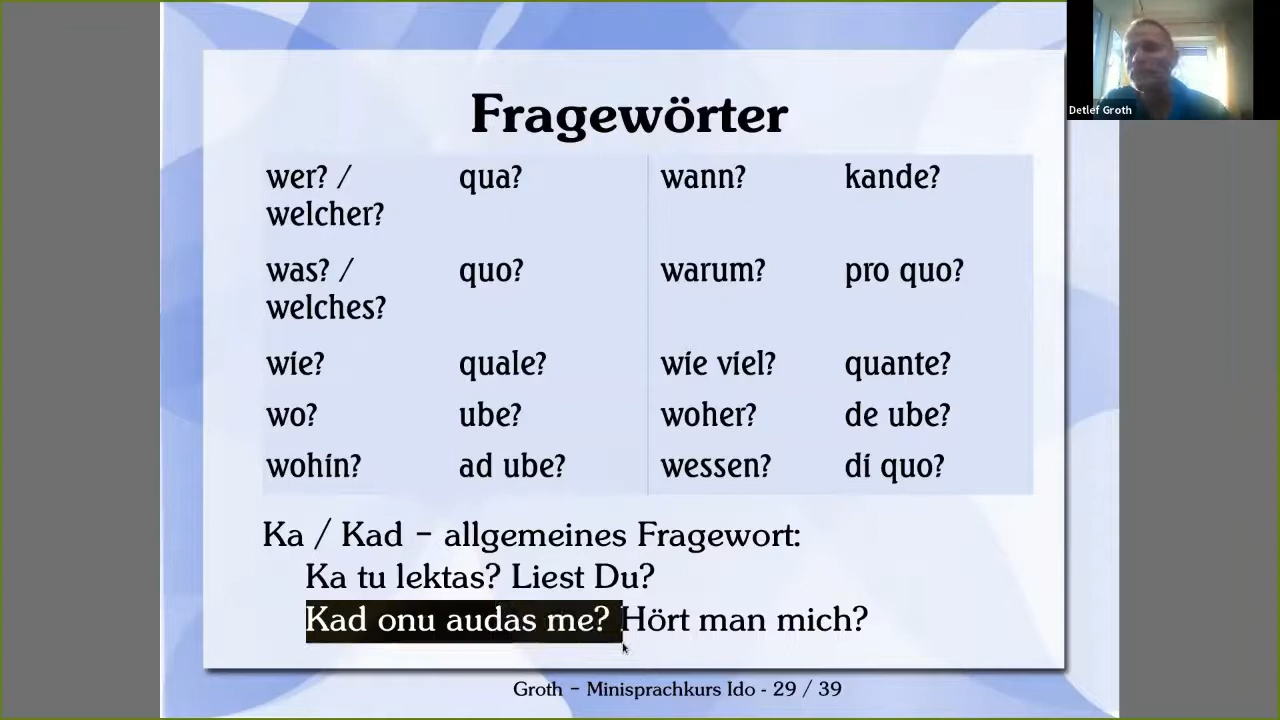 Detlef Groth
Fragewörter
wer? / qua? wann? kande?
welcher?
was? / quo? warum? pro quo?
welches?
wie? quale? wie viel? quante?
wo? ube? woher? de ube?
wohin? ad ube? wessen? di quo?
Ka / Kad – allgemeines Fragewort:
Ka tu lektas? Liest Du?
Kad onu audas me? Hört man mich?
Groth – Minisprachkurs Ido - 29 / 39